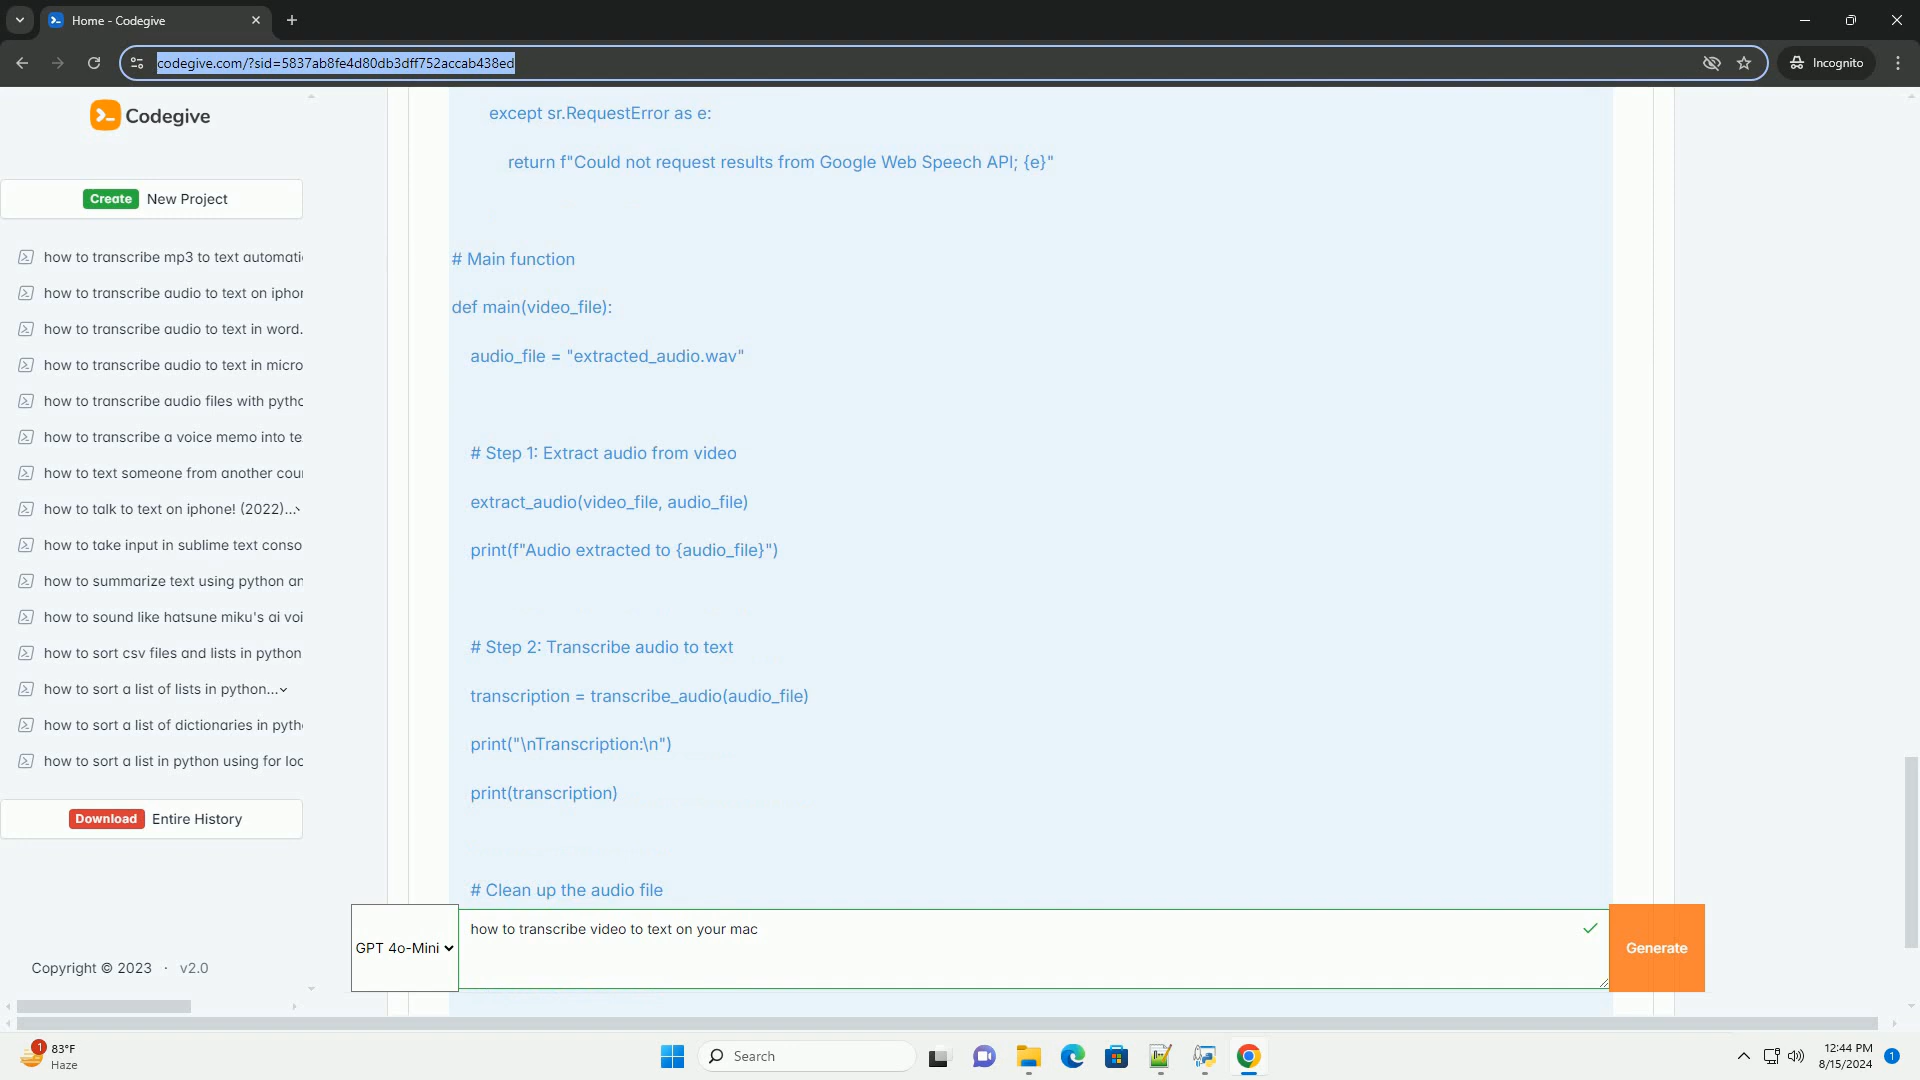 Home - Codegive
codegive.com/?sid=5837ab8fe4d80db3dff752accab438ed
Incognito
Codegive
Create New Project
how to transcribe mp3 to text automati
how to transcribe audio to text on iphor
how to transcribe audio to text in word.
how to transcribe audio to text in micro
how to transcribe audio files with pytho
how to transcribe a voice memo into te
how to text someone from another cour
how to talk to text on iphone! (2022)...
how to take input in sublime text conso
how to summarize text using python an
how to sound like hatsune miku's ai voi
how to sort csv files and lists in python
how to sort a list of lists in python...
how to sort a list of dictionaries in pyth
how to sort a list in python using for loc
Download Entire History
Copyright © 2023 · v2.0
except sr.RequestError as e:
return f"Could not request results from Google Web Speech API; {e}"
# Main function
def main(video_file):
audio_file = "extracted_audio.wav"
# Step 1: Extract audio from video
extract_audio(video_file, audio_file)
print(f"Audio extracted to {audio_file}")
# Step 2: Transcribe audio to text
transcription = transcribe_audio(audio_file)
print("\nTranscription:\n")
print(transcription)
# Clean up the audio file
GPT 4o-Mini
how to transcribe video to text on your mac
Generate
1
83°F
Haze
Search
12:44 PM
8/15/2024
1